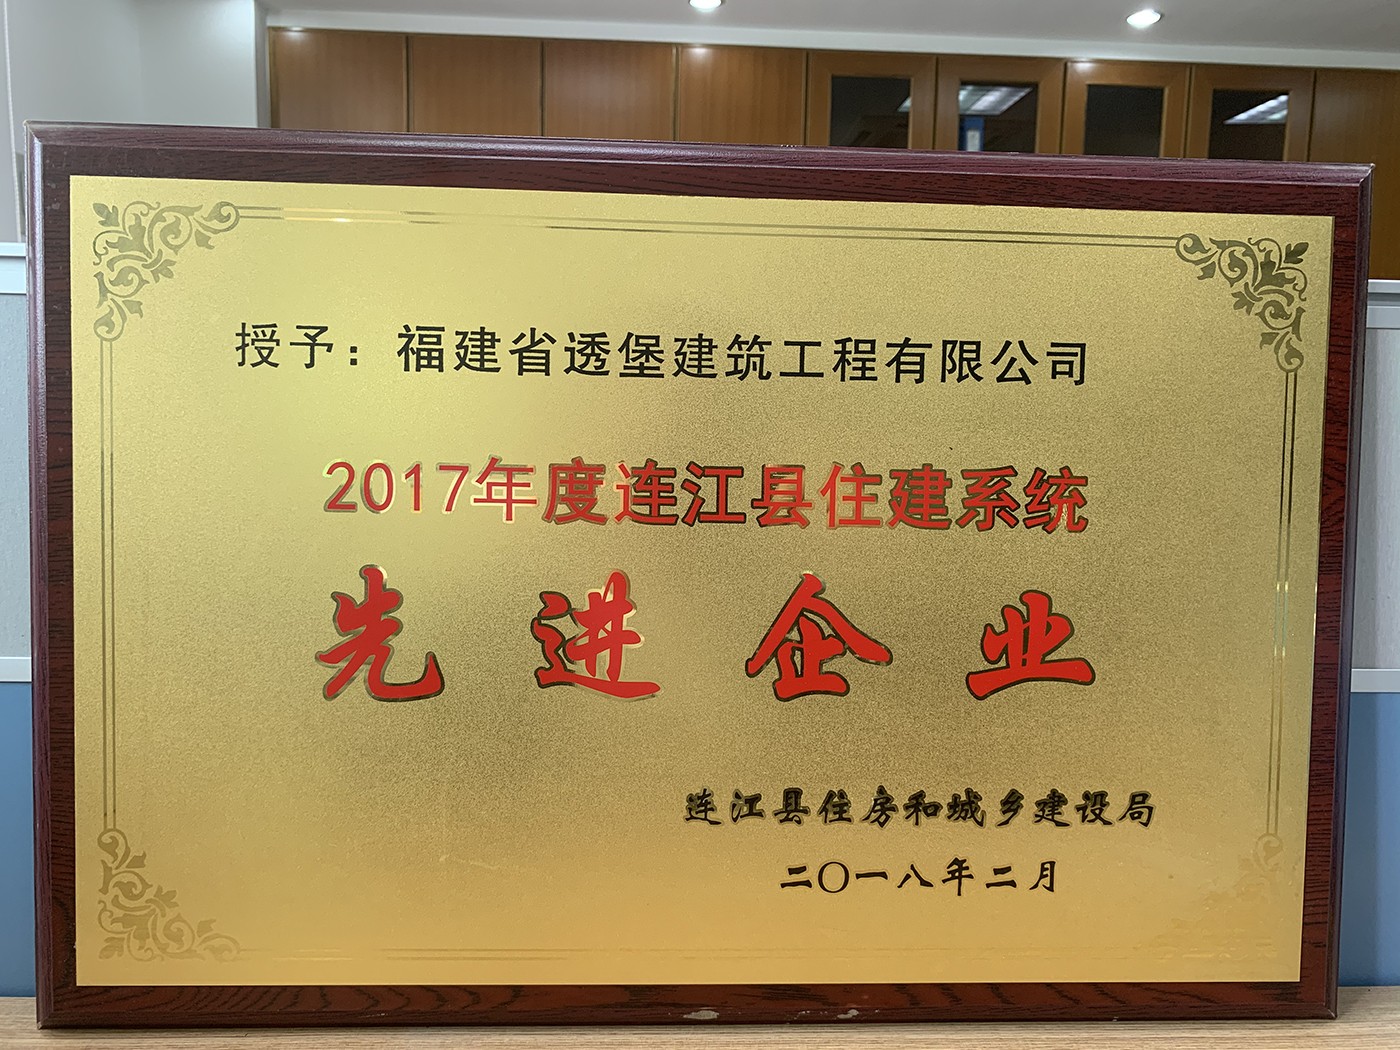 授予：福建省透堡建筑工程有限公司
2017年度连江县住建系统
先进企业
连江县住房和城乡建设局
二〇一八年二月